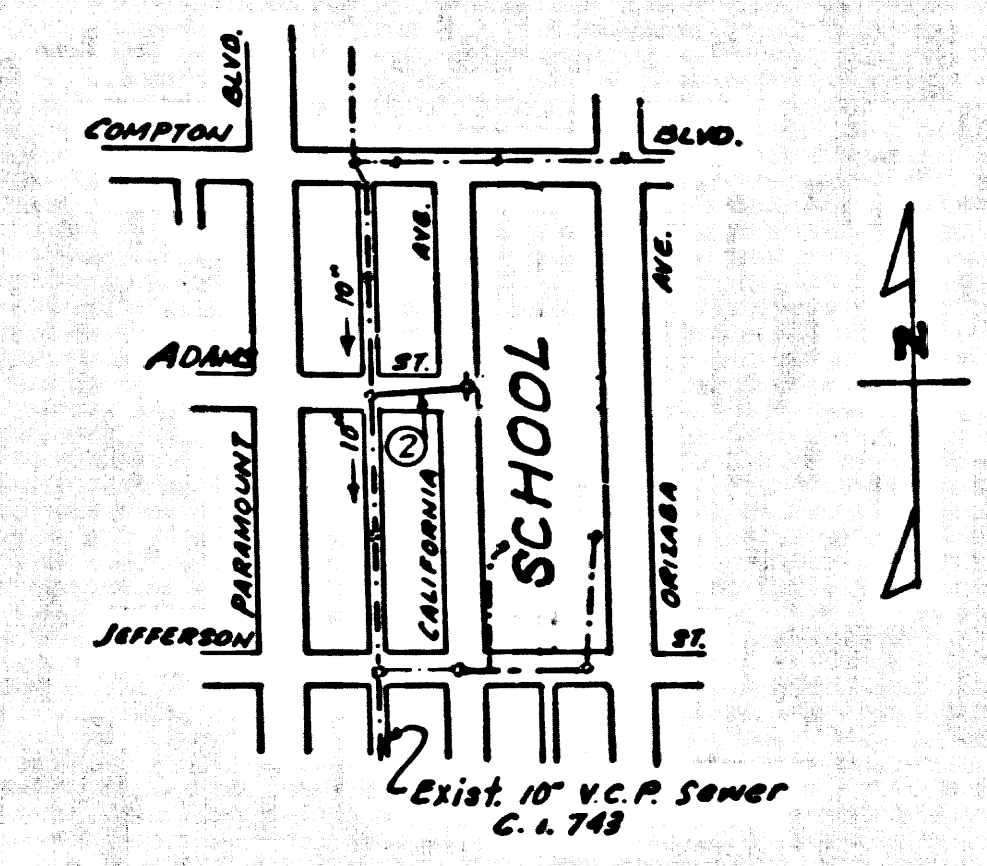 BLVD.
COMPTON
BLVD.
AVE.
AVE.
10"
N
ADAMS
ST.
SCHOOL
10"
2
PARAMOUNT
CALIFORNIA
ORIZABA
JEFFERSON
ST.
Exist. 10" V.C.P. Sewer
C. I. 743